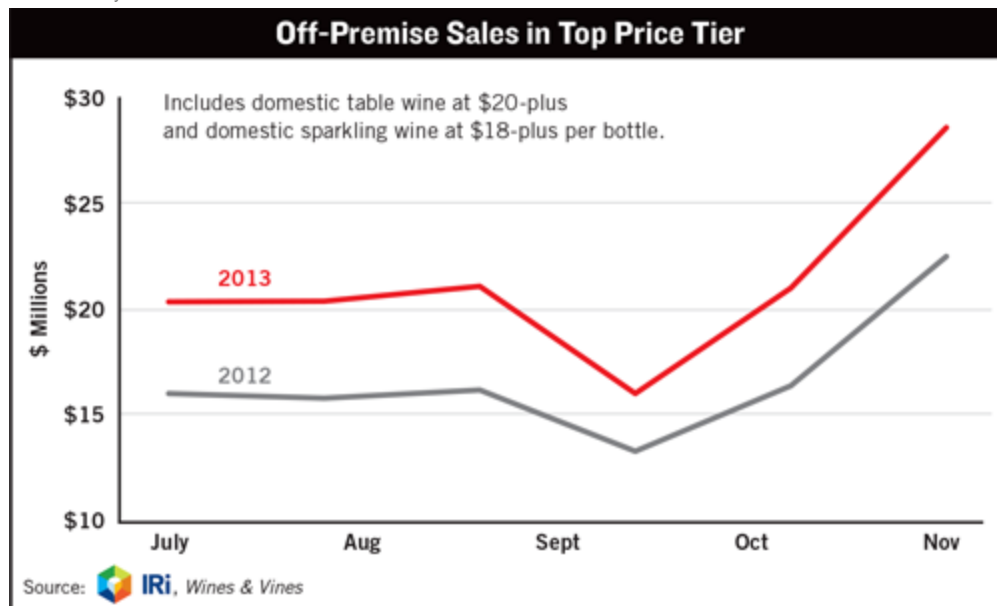 Off-Premise Sales in Top Price Tier
$30
Includes domestic table wine at $20-plus
and domestic sparkling wine at $18-plus per bottle.
$25
2013
$ Millions
$20
2012
$15
$10
July Aug Sept Oct Nov
Source: IRi, Wines & Vines